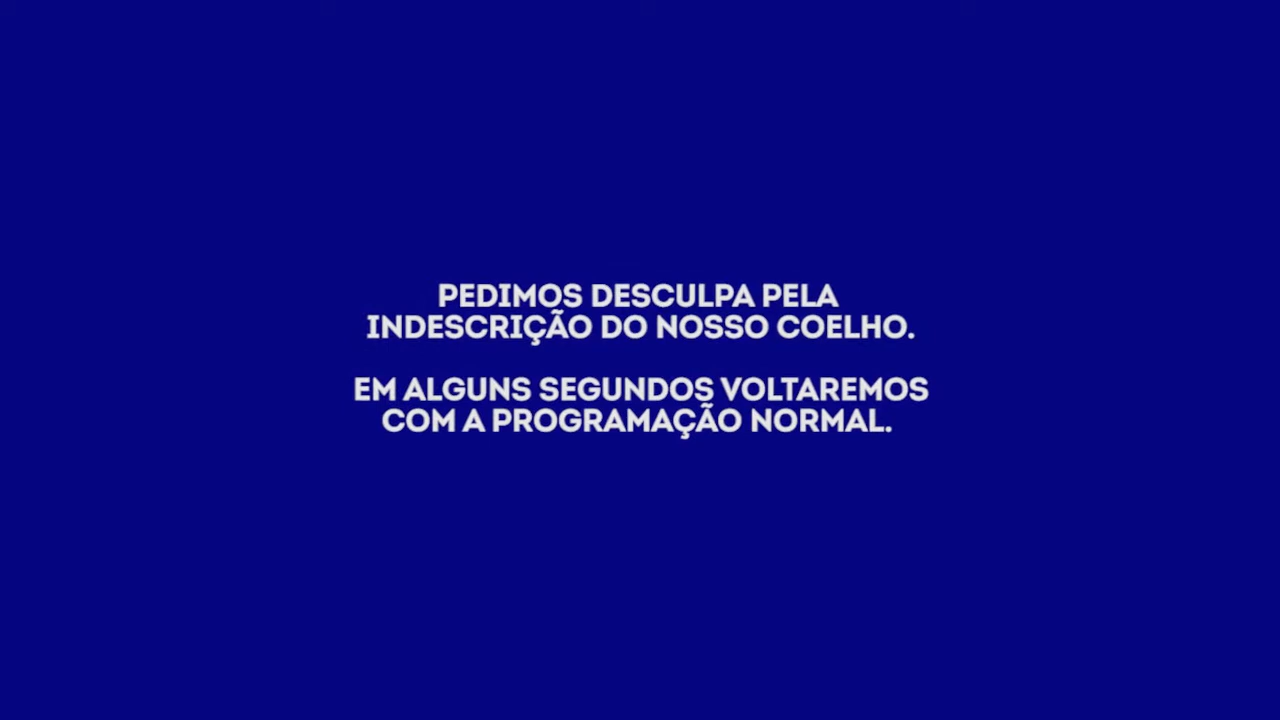 PEDIMOS DESCULPA PELA
INDESCRIÇÃO DO NOSSO COELHO.
EM ALGUNS SEGUNDOS VOLTAREMOS
COM A PROGRAMAÇÃO NORMAL.